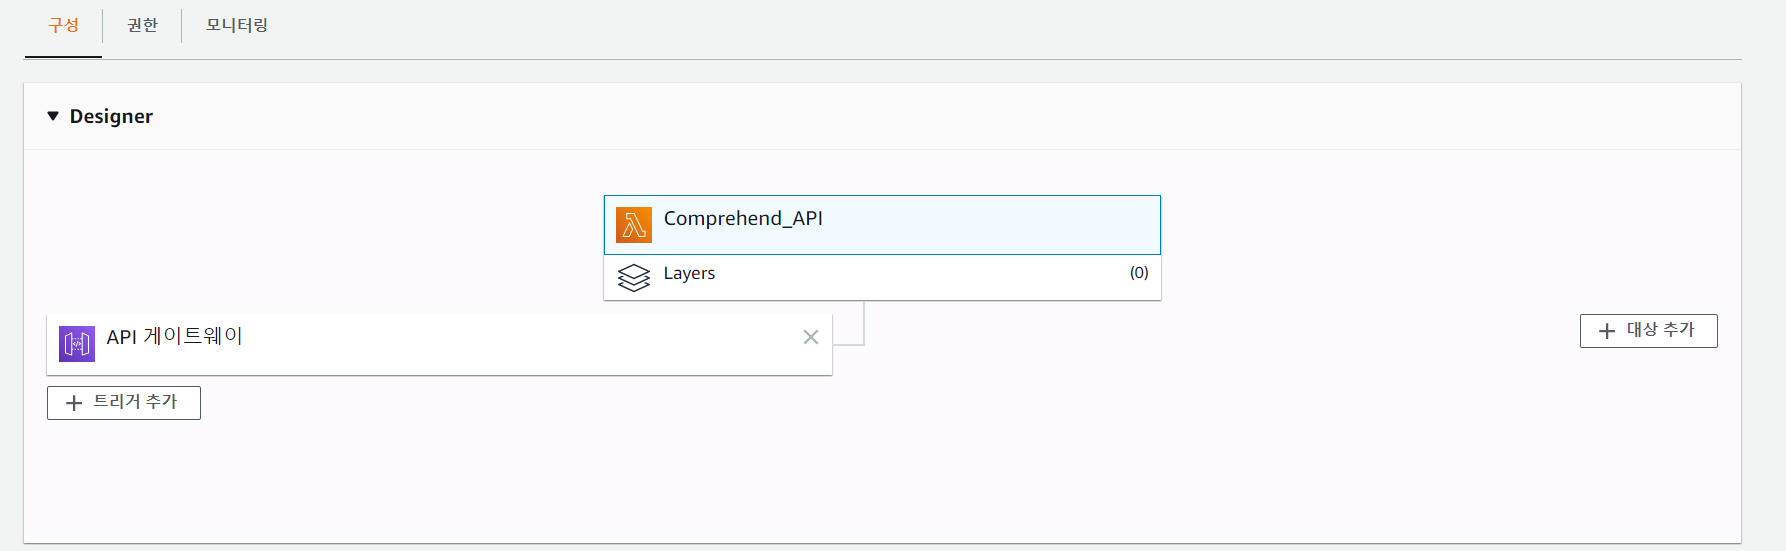 구성 권한 모니터링
Designer
Comprehend_API
Layers (0)
API 게이트웨이
대상 추가
트리거 추가